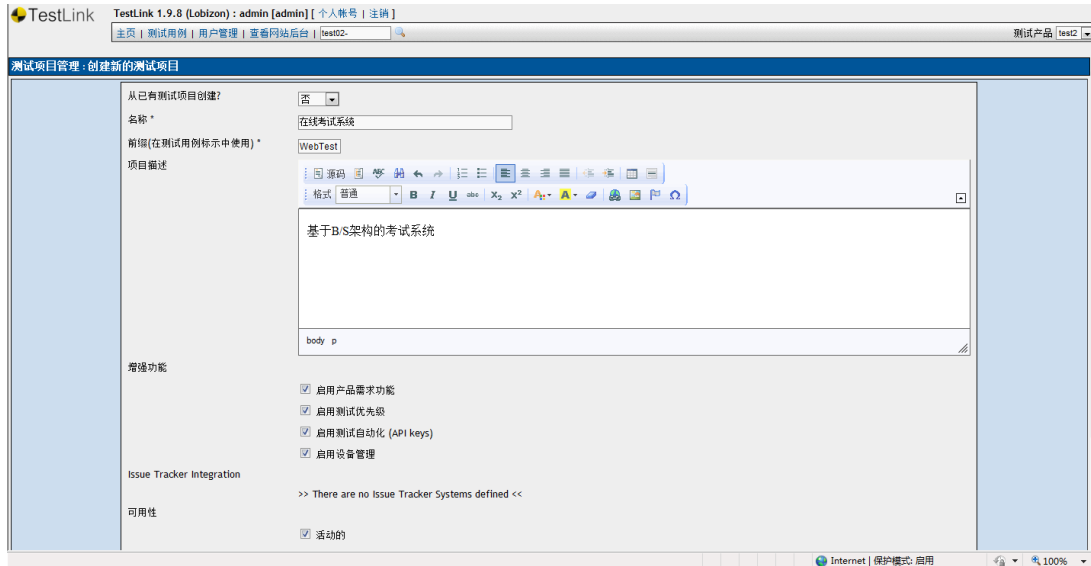 TestLink TestLink 1.9.8 (Lobizon) : admin [admin] [ 个人帐号 | 注销 ]
主页 | 测试用例 | 用户管理 | 查看网站后台 | test02- 测试产品 test2
测试项目管理 : 创建新的测试项目
从已有测试项目创建? 否
名称 * 在线考试系统
前缀(在测试用例标示中使用) * WebTest
项目描述
源码 ABC
格式 普通 B I U abc X₂ X² A A Ω
基于B/S架构的考试系统
body p
增强功能
启用产品需求功能
启用测试优先级
启用测试自动化 (API keys)
启用设备管理
Issue Tracker Integration
>> There are no Issue Tracker Systems defined <<
可用性
活动的
Internet | 保护模式: 启用 100%